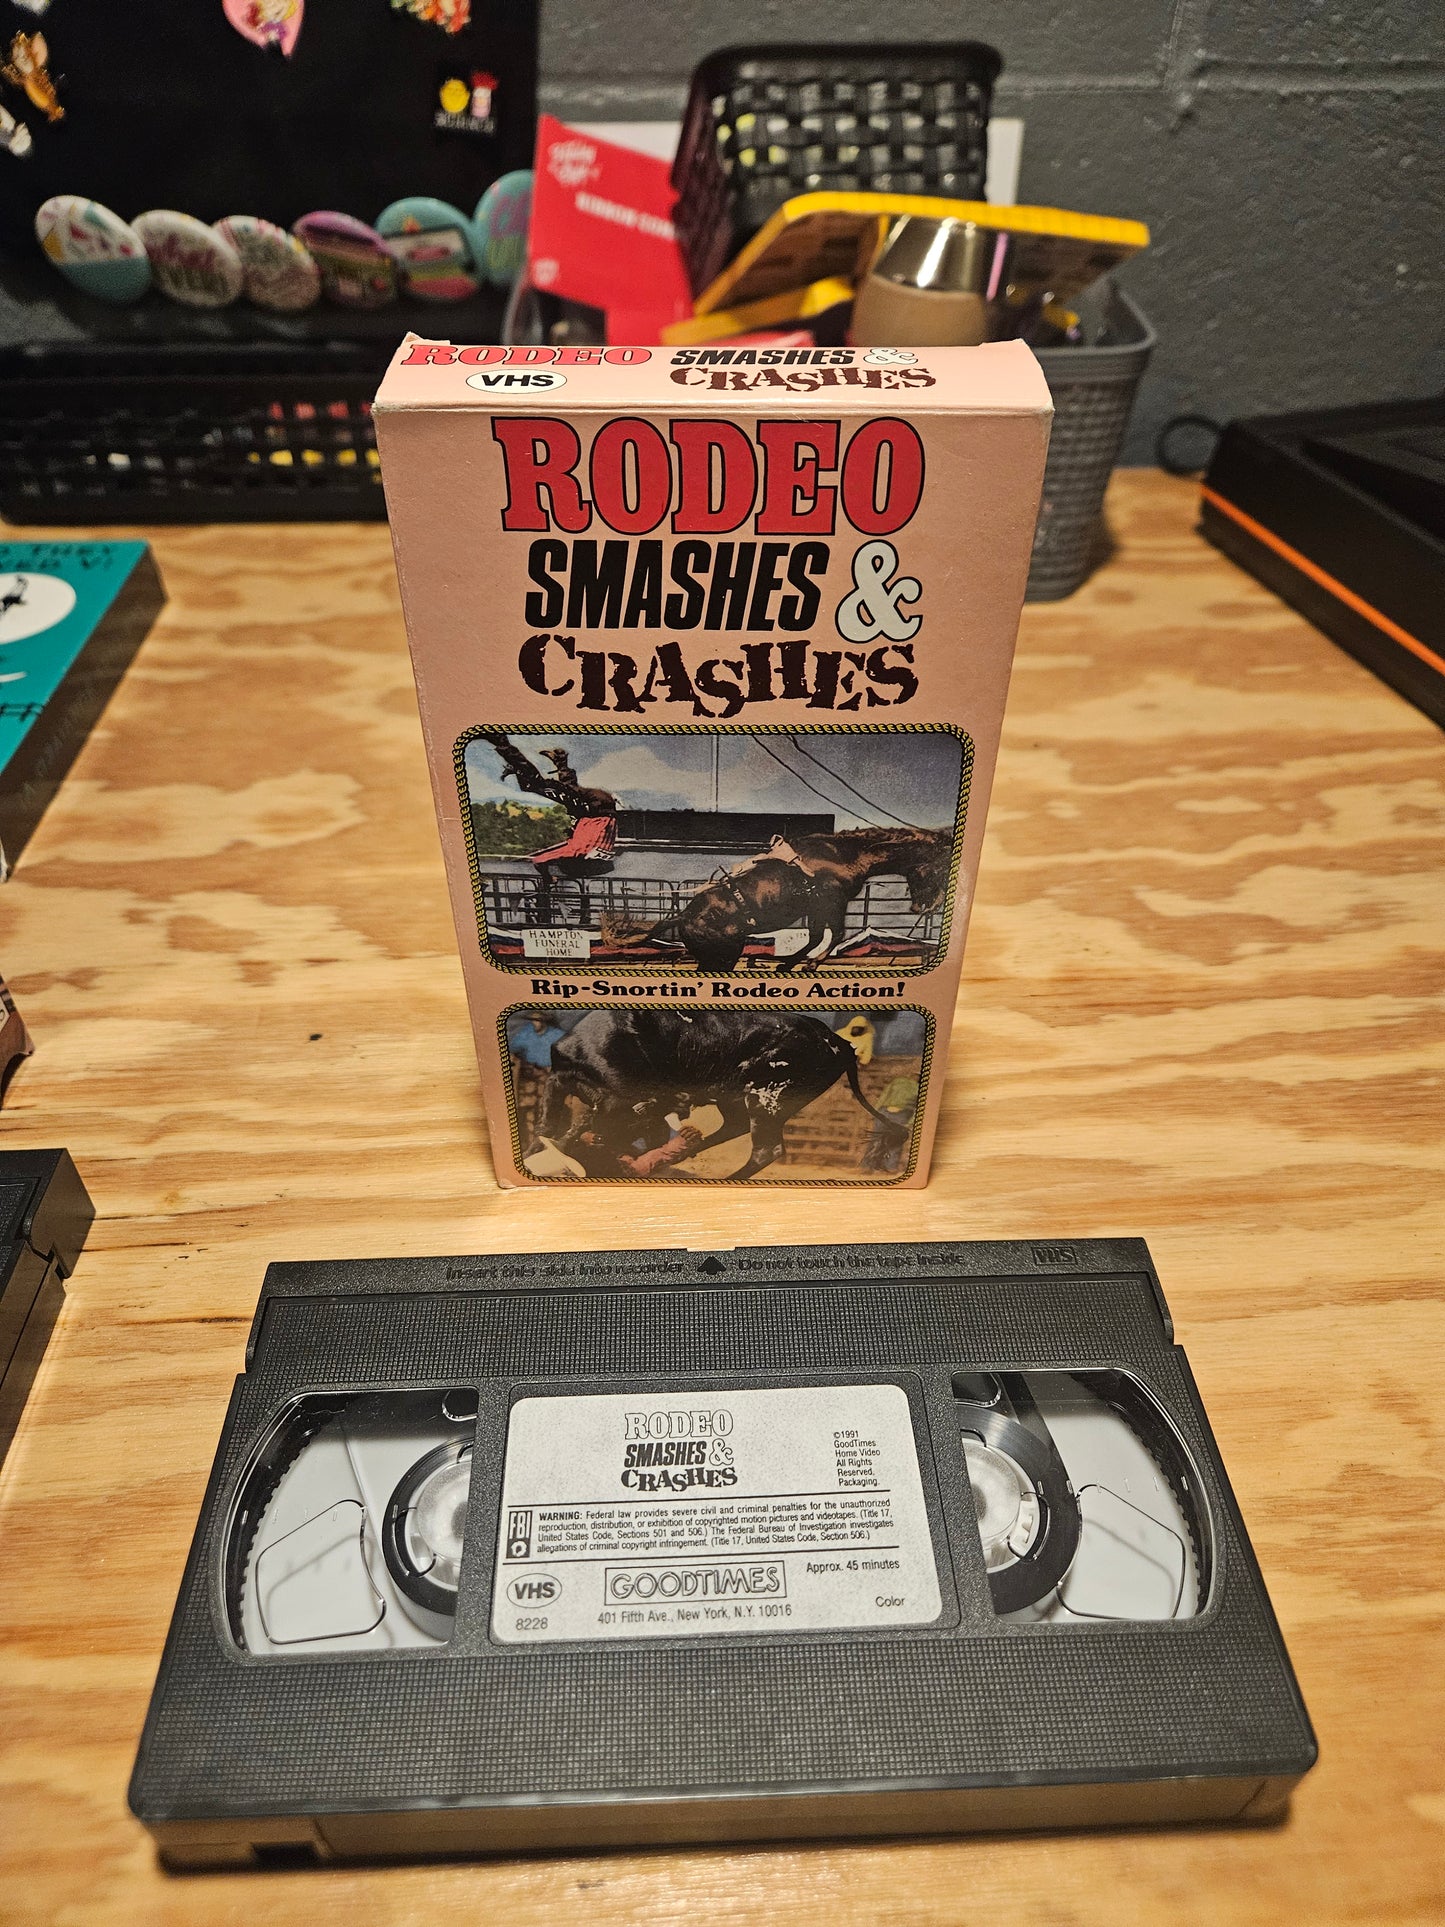 RODEO SMASHES &
VHS CRASHES
RODEO
SMASHES &
CRASHES
HAMPTON
FUNERAL
HOME
Rip-Snortin' Rodeo Action!
Insert this side into recorder Do not touch the tape inside VHS
RODEO
SMASHES &
CRASHES
©1991
GoodTimes
Home Video
All Rights
Reserved.
Packaging.
FBI
WARNING: Federal law provides severe civil and criminal penalties for the unauthorized
reproduction, distribution, or exhibition of copyrighted motion pictures and videotapes. (Title 17,
United States Code, Sections 501 and 506.) The Federal Bureau of Investigation investigates
allegations of criminal copyright infringement. (Title 17, United States Code, Section 506.)
VHS
8228
GOODTIMES
401 Fifth Ave., New York, N.Y. 10016
Approx. 45 minutes
Color